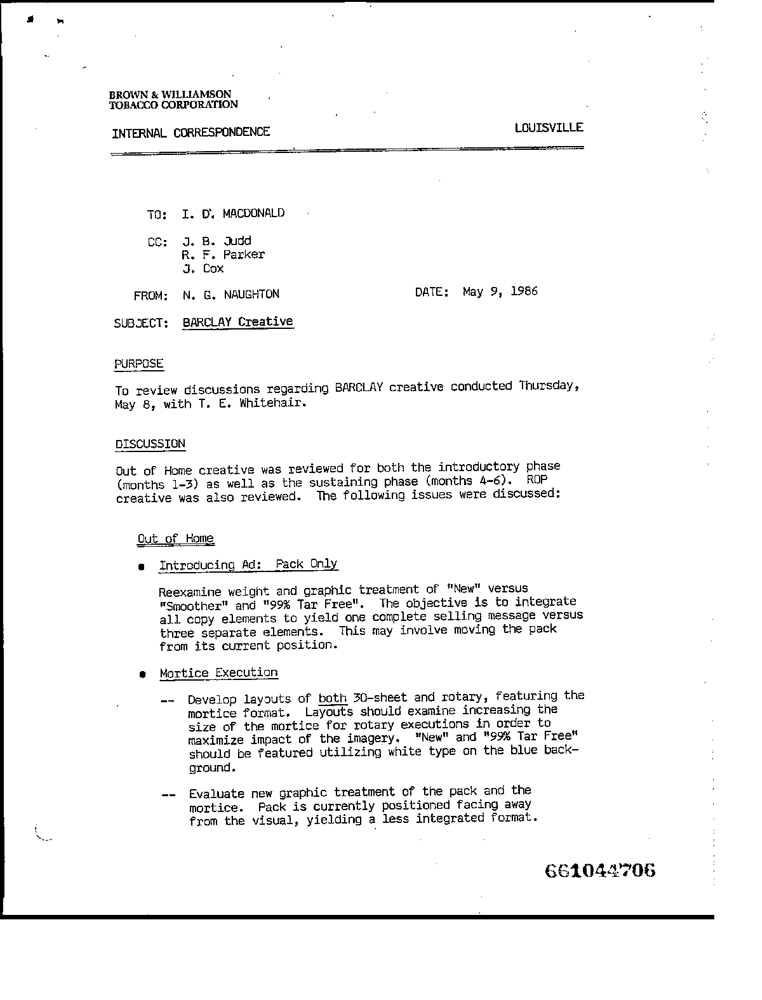 BROWN & WILLIAMSON
TOBACCO CORPORATION
INTERNAL CORRESPONDENCE LOUISVILLE
TO: I. D. MACDONALD
CC: J. B. Judd
R. F. Parker
J. Cox
FROM: N. G. NAUGHTON DATE: May 9, 1986
SUBJECT: BARCLAY Creative
PURPOSE
To review discussions regarding BARCLAY creative conducted Thursday,
May 8, with T. E. Whitehair.
DISCUSSION
Out of Home creative was reviewed for both the introductory phase
(months 1-3) as well as the sustaining phase (months 4-6). ROP
creative was also reviewed. The following issues were discussed:
Out of Home
• Introducing Ad: Pack Only
Reexamine weight and graphic treatment of "New" versus
"Smoother" and "99% Tar Free". The objective is to integrate
all copy elements to yield one complete selling message versus
three separate elements. This may involve moving the pack
from its current position.
• Mortice Execution
-- Develop layouts of both 30-sheet and rotary, featuring the
mortice format. Layouts should examine increasing the
size of the mortice for rotary executions in order to
maximize impact of the imagery. "New" and "99% Tar Free"
should be featured utilizing white type on the blue back-
ground.
-- Evaluate new graphic treatment of the pack and the
mortice. Pack is currently positioned facing away
from the visual, yielding a less integrated format.
661044706